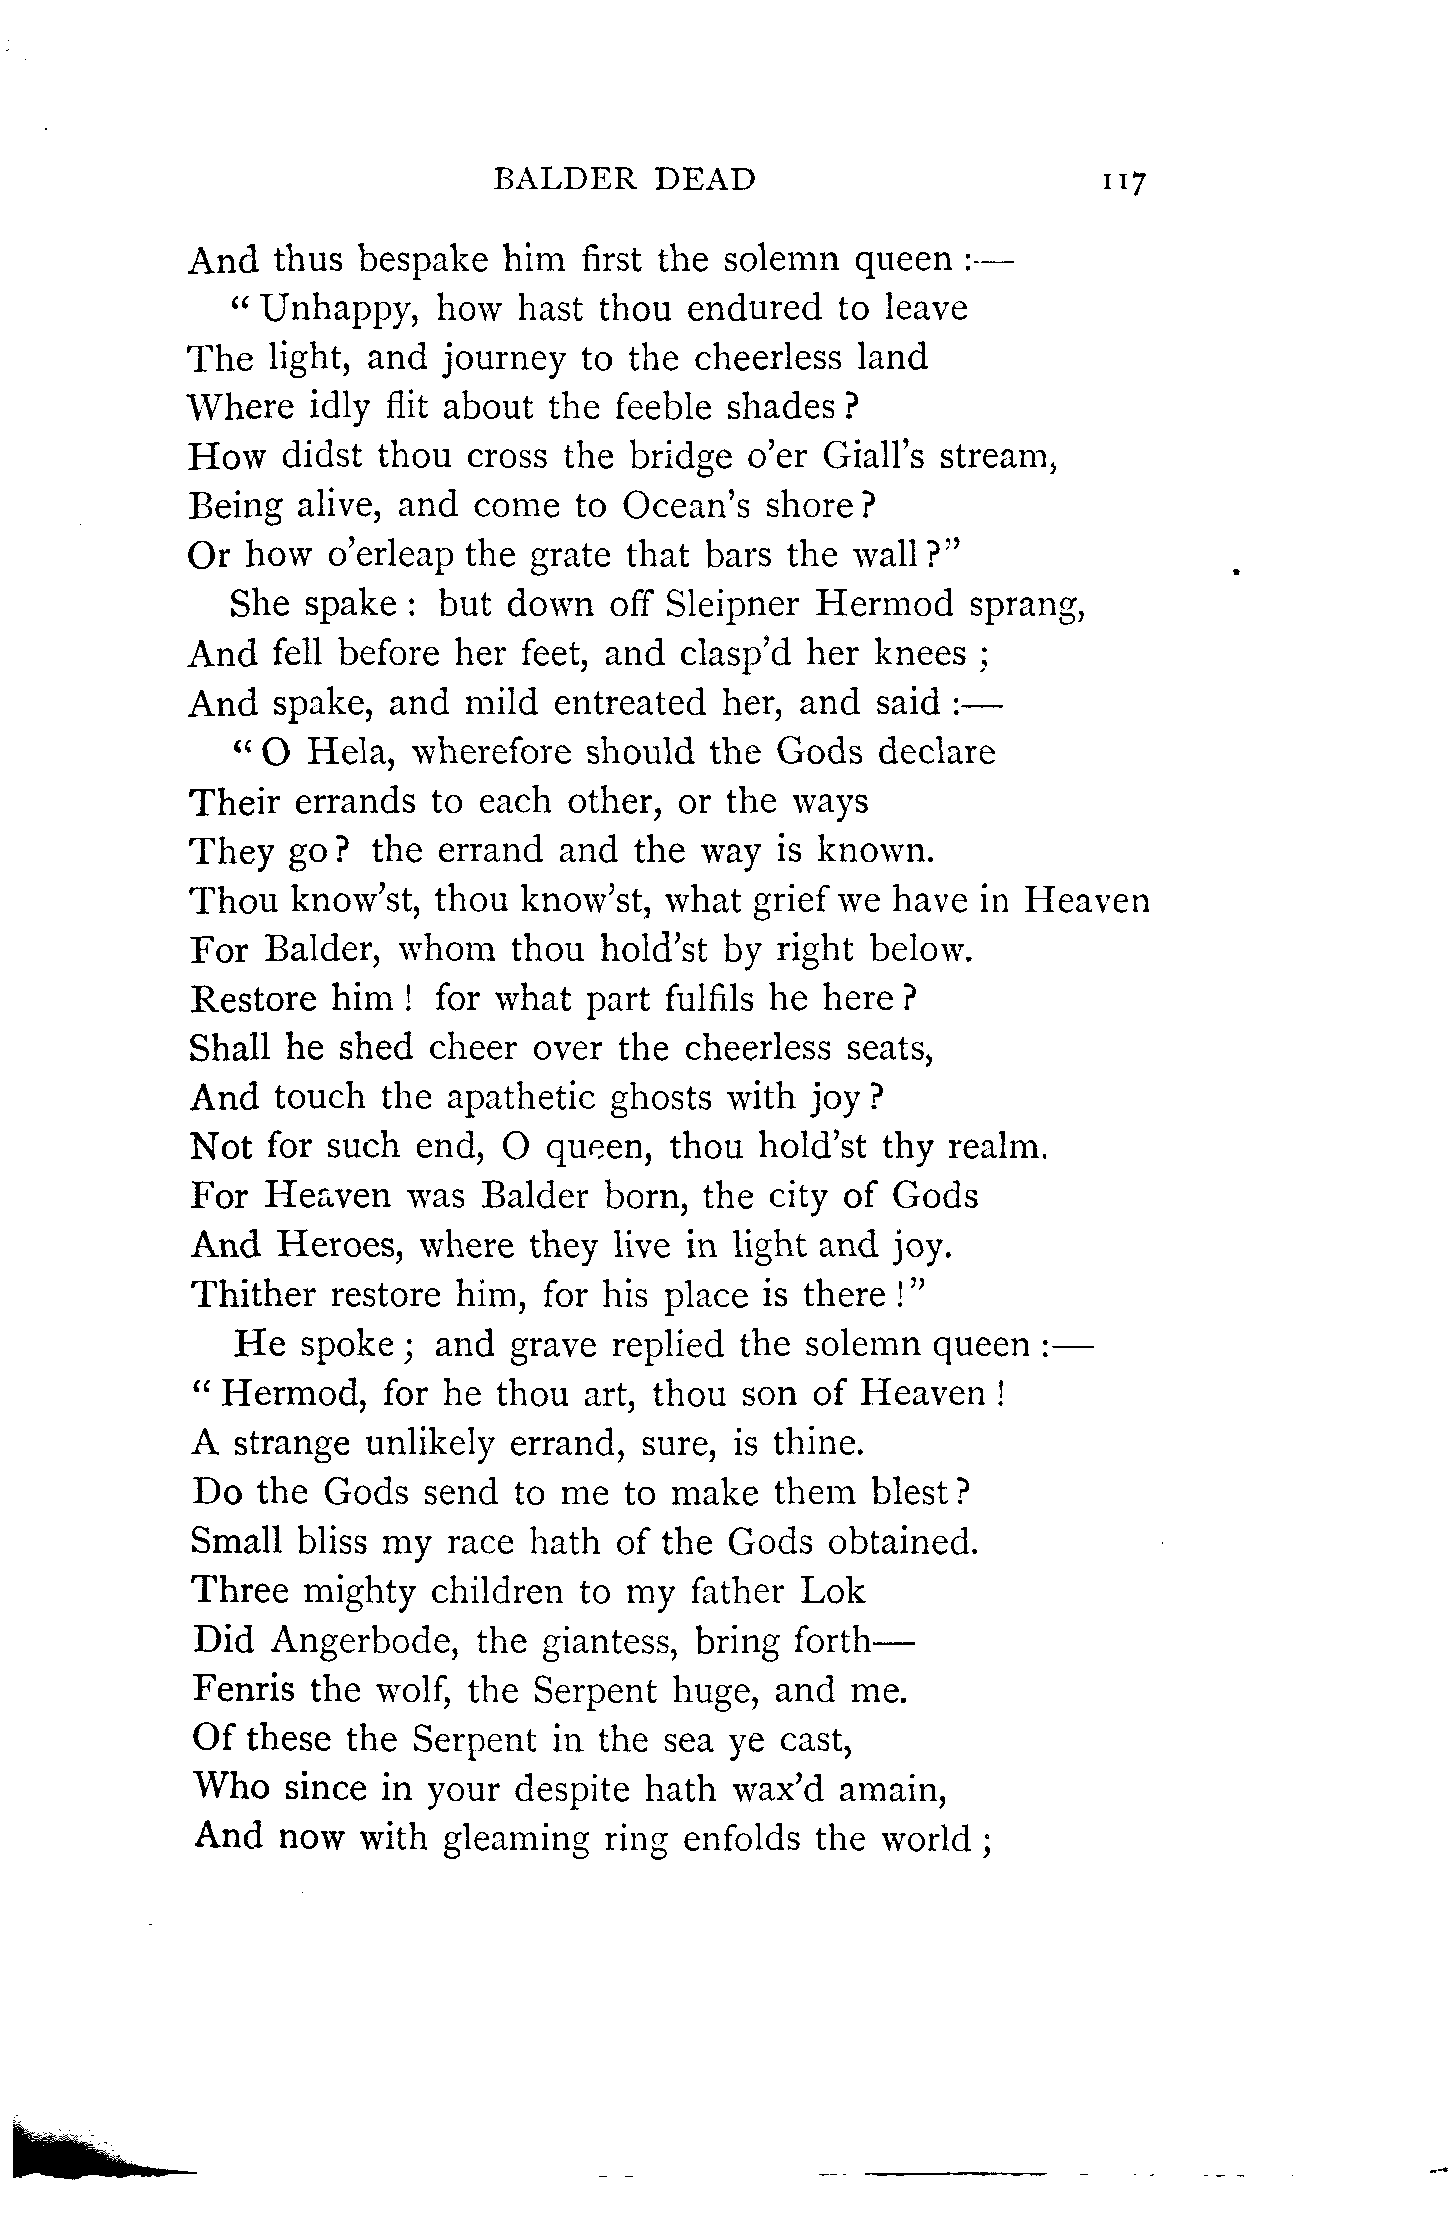 BALDER DEAD 117
And thus bespake him first the solemn queen :—
“ Unhappy, how hast thou endured to leave
The light, and journey to the cheerless land
Where idly flit about the feeble shades ?
How didst thou cross the bridge o’er Giall’s stream,
Being alive, and come to Ocean’s shore ?
Or how o’erleap the grate that bars the wall ?”
She spake : but down off Sleipner Hermod sprang,
And fell before her feet, and clasp’d her knees ;
And spake, and mild entreated her, and said :—
“ O Hela, wherefore should the Gods declare
Their errands to each other, or the ways
They go ? the errand and the way is known.
Thou know’st, thou know’st, what grief we have in Heaven
For Balder, whom thou hold’st by right below.
Restore him ! for what part fulfils he here ?
Shall he shed cheer over the cheerless seats,
And touch the apathetic ghosts with joy ?
Not for such end, O queen, thou hold’st thy realm.
For Heaven was Balder born, the city of Gods
And Heroes, where they live in light and joy.
Thither restore him, for his place is there !”
He spoke ; and grave replied the solemn queen :—
“ Hermod, for he thou art, thou son of Heaven !
A strange unlikely errand, sure, is thine.
Do the Gods send to me to make them blest ?
Small bliss my race hath of the Gods obtained.
Three mighty children to my father Lok
Did Angerbode, the giantess, bring forth—
Fenris the wolf, the Serpent huge, and me.
Of these the Serpent in the sea ye cast,
Who since in your despite hath wax’d amain,
And now with gleaming ring enfolds the world ;